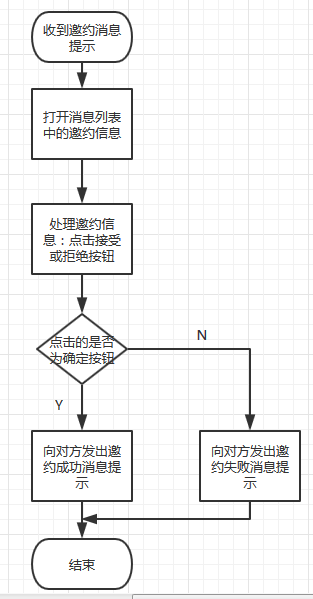 收到邀约消息
提示
打开消息列表
中的邀约信息
处理邀约信
息：点击接受
或拒绝按钮
点击的是否
为确定按钮
N
Y
向对方发出邀
约成功消息提
示
向对方发出邀
约失败消息提
示
结束